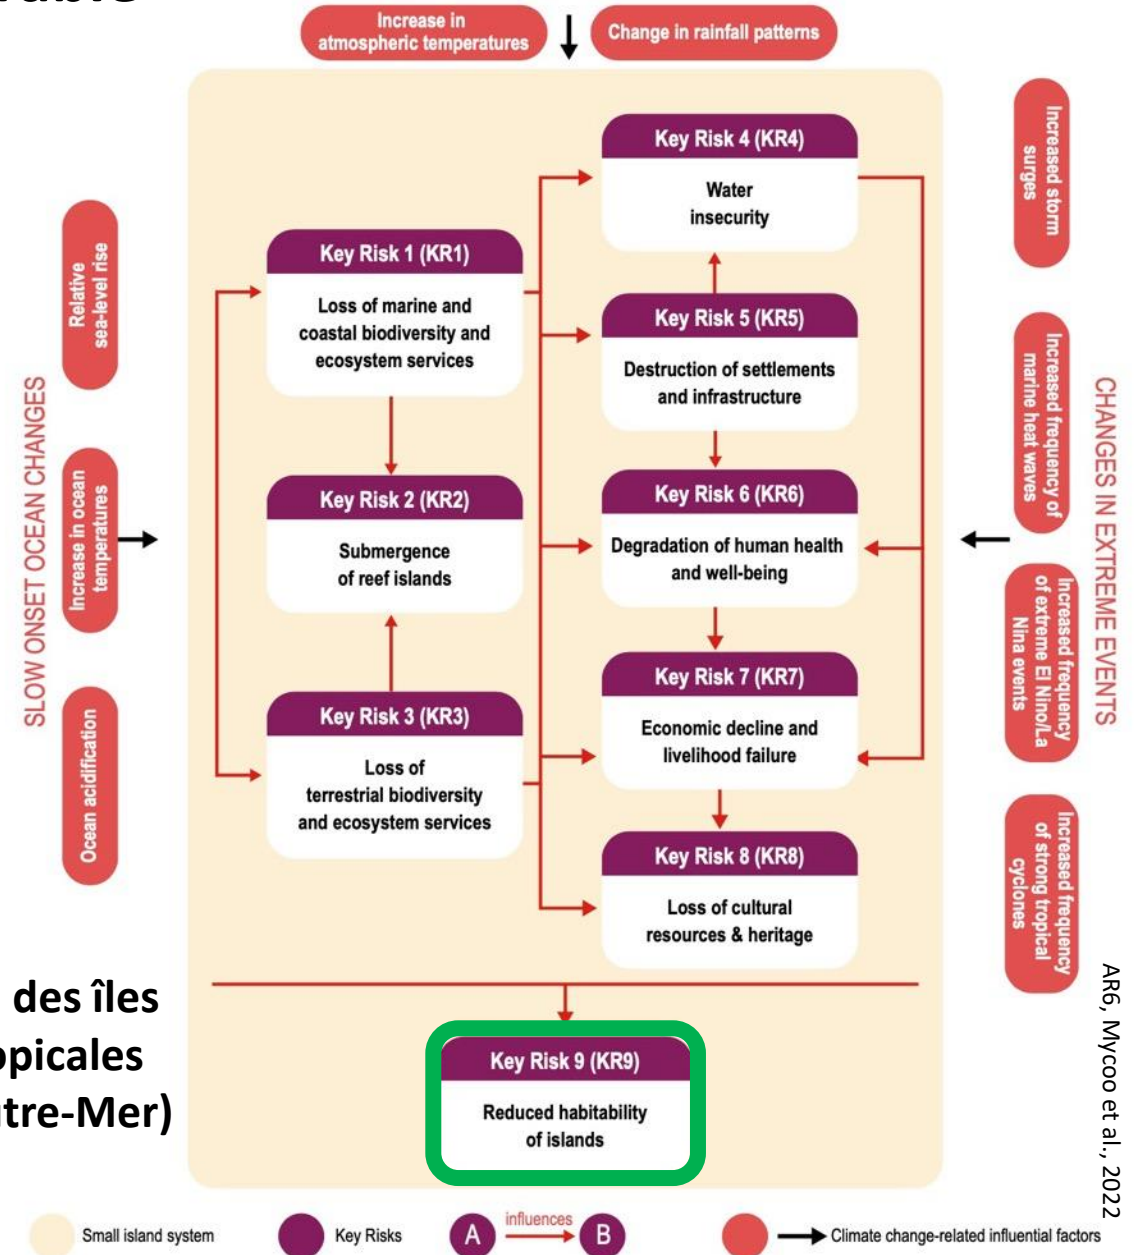 Increase in
atmospheric temperatures
Change in rainfall patterns
SLOW ONSET OCEAN CHANGES
Relative
sea-level rise
Increase in ocean
temperatures
Ocean acidification
Key Risk 1 (KR1)
Loss of marine and
coastal biodiversity and
ecosystem services
Key Risk 2 (KR2)
Submergence
of reef islands
Key Risk 3 (KR3)
Loss of
terrestrial biodiversity
and ecosystem services
Key Risk 4 (KR4)
Water
insecurity
Key Risk 5 (KR5)
Destruction of settlements
and infrastructure
Key Risk 6 (KR6)
Degradation of human health
and well-being
Key Risk 7 (KR7)
Economic decline and
livelihood failure
Key Risk 8 (KR8)
Loss of cultural
resources & heritage
Increased storm
surges
Increased frequency of
marine heat waves
Increased frequency
of extreme El Nino/La
Nina events
Increased frequency
of strong tropical
cyclones
CHANGES IN EXTREME EVENTS
des îles
Key Risk 9 (KR9)
Reduced habitability
of islands
AR6, Mycoo et al., 2022
Small island system
Key Risks
A influences B
Climate change-related influential factors